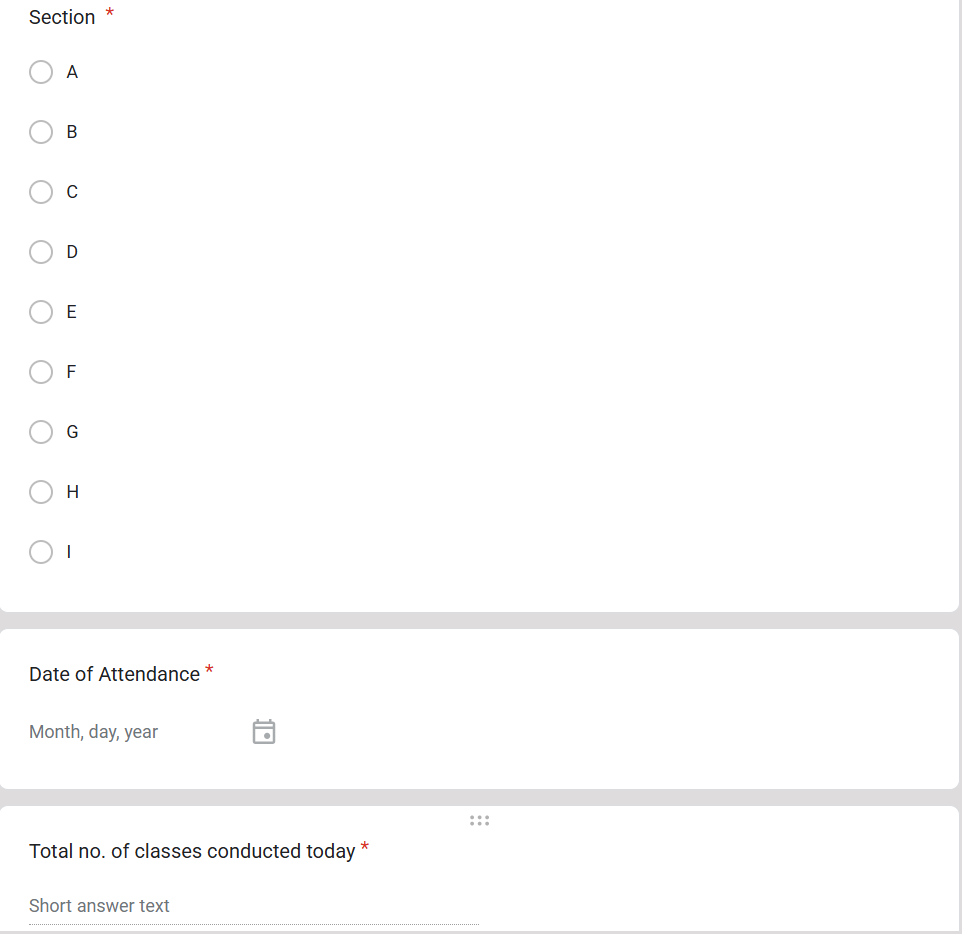 Section *
A
B
C
D
E
F
G
H
I
Date of Attendance *
Month, day, year
Total no. of classes conducted today *
Short answer text